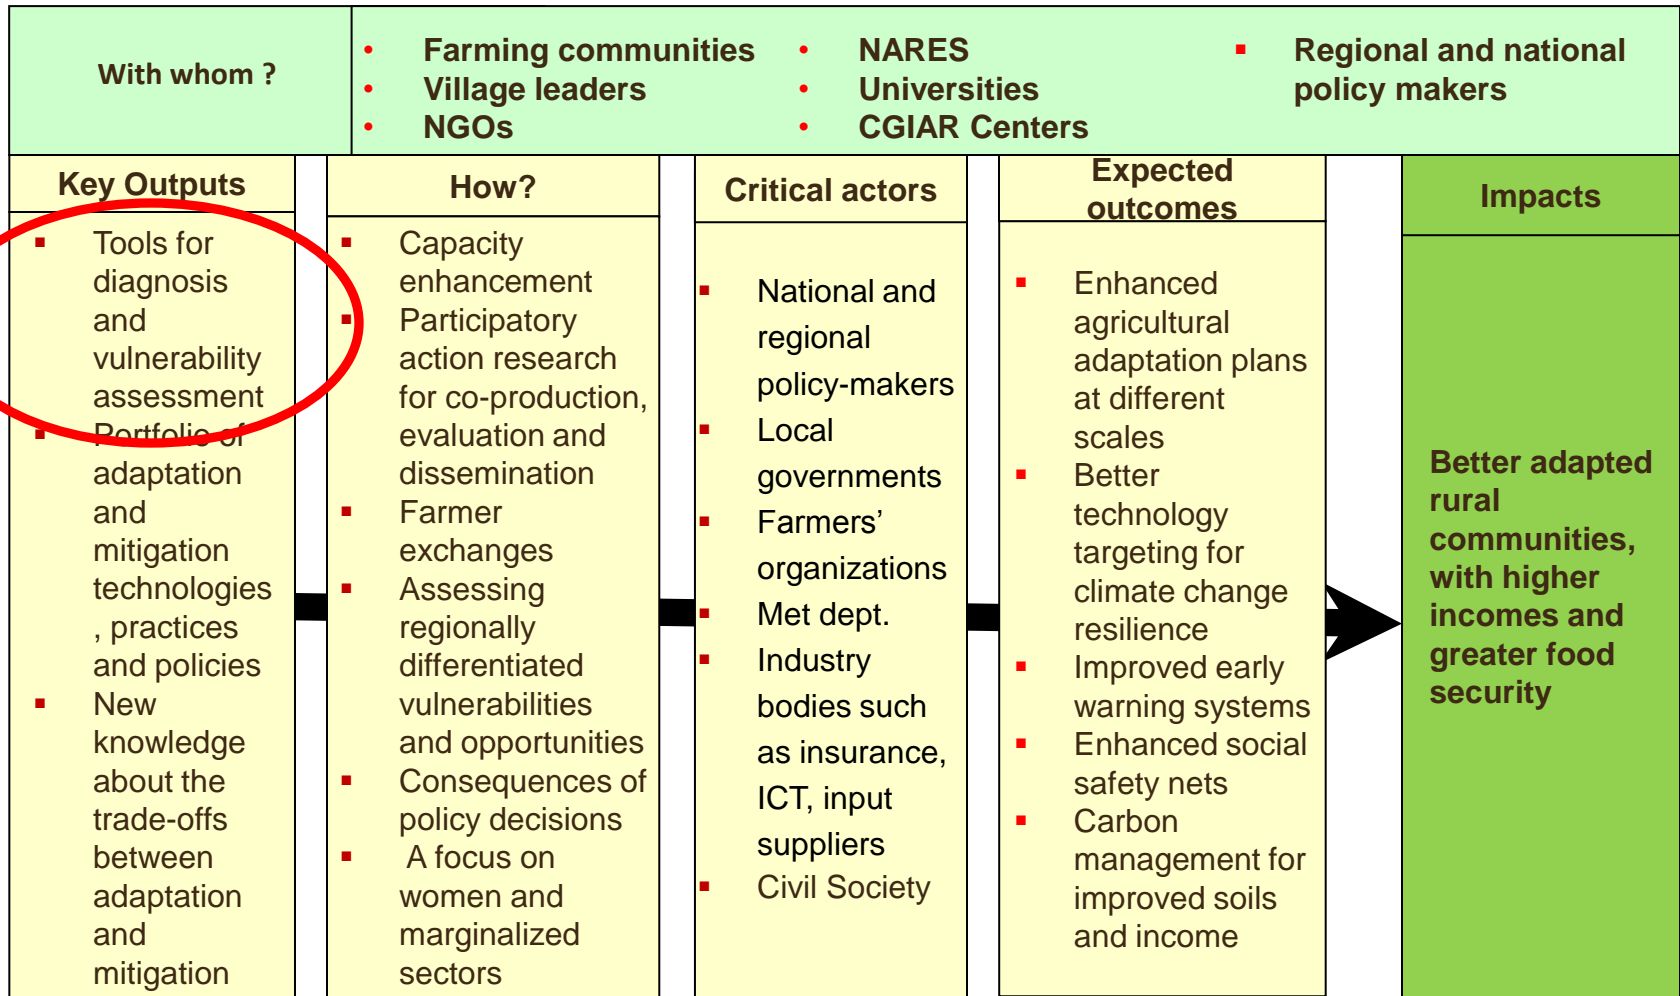 With whom ?
Farming communities
Village leaders
NGOs
NARES
Universities
CGIAR Centers
Regional and national
policy makers
Key Outputs
Tools for
diagnosis
and
vulnerability
assessment
Portfolio of
adaptation
and
mitigation
technologies
, practices
and policies
New
knowledge
about the
trade-offs
between
adaptation
and
mitigation
How?
Capacity
enhancement
Participatory
action research
for co-production,
evaluation and
dissemination
Farmer
exchanges
Assessing
regionally
differentiated
vulnerabilities
and opportunities
Consequences of
policy decisions
A focus on
women and
marginalized
sectors
Critical actors
National and
regional
policy-makers
Local
governments
Farmers’
organizations
Met dept.
Industry
bodies such
as insurance,
ICT, input
suppliers
Civil Society
Expected
outcomes
Enhanced
agricultural
adaptation plans
at different
scales
Better
technology
targeting for
climate change
resilience
Improved early
warning systems
Enhanced social
safety nets
Carbon
management for
improved soils
and income
Impacts
Better adapted
rural
communities,
with higher
incomes and
greater food
security